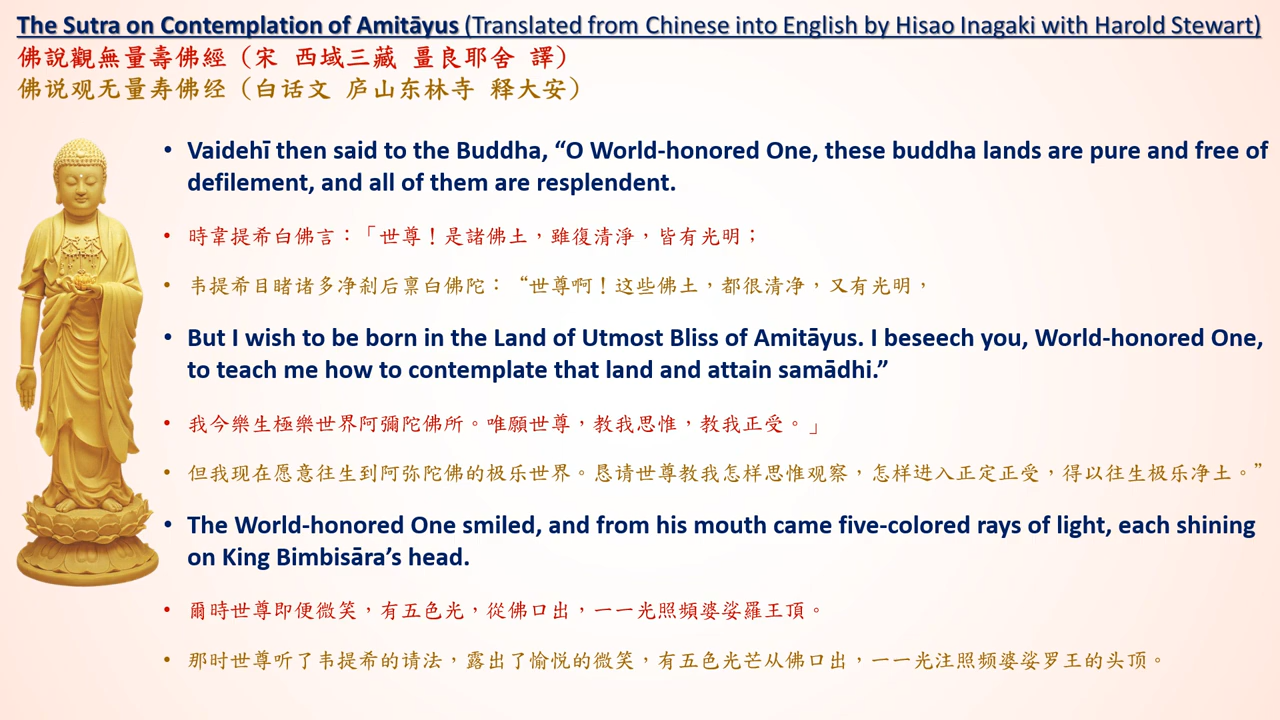 The Sutra on Contemplation of Amitāyus (Translated from Chinese into English by Hisao Inagaki with Harold Stewart)
佛說觀無量壽佛經（宋 西域三藏 畺良耶舍 譯）
佛说观无量寿佛经（白话文 庐山东林寺 释大安）
• Vaidehī then said to the Buddha, “O World-honored One, these buddha lands are pure and free of
defilement, and all of them are resplendent.
• 時韋提希白佛言：「世尊！是諸佛土，雖復清淨，皆有光明；
• 韦提希目睹诸多净刹后禀白佛陀：“世尊啊！这些佛土，都很清净，又有光明，
• But I wish to be born in the Land of Utmost Bliss of Amitāyus. I beseech you, World-honored One,
to teach me how to contemplate that land and attain samādhi.”
• 我今樂生極樂世界阿彌陀佛所。唯願世尊，教我思惟，教我正受。」
• 但我现在愿意往生到阿弥陀佛的极乐世界。恳请世尊教我怎样思惟观察，怎样进入正定正受，得以往生极乐净土。”
• The World-honored One smiled, and from his mouth came five-colored rays of light, each shining
on King Bimbisāra’s head.
• 爾時世尊即便微笑，有五色光，從佛口出，一一光照頻婆娑羅王頂。
• 那时世尊听了韦提希的请法，露出了愉悦的微笑，有五色光芒从佛口出，一一光注照频婆娑罗王的头顶。